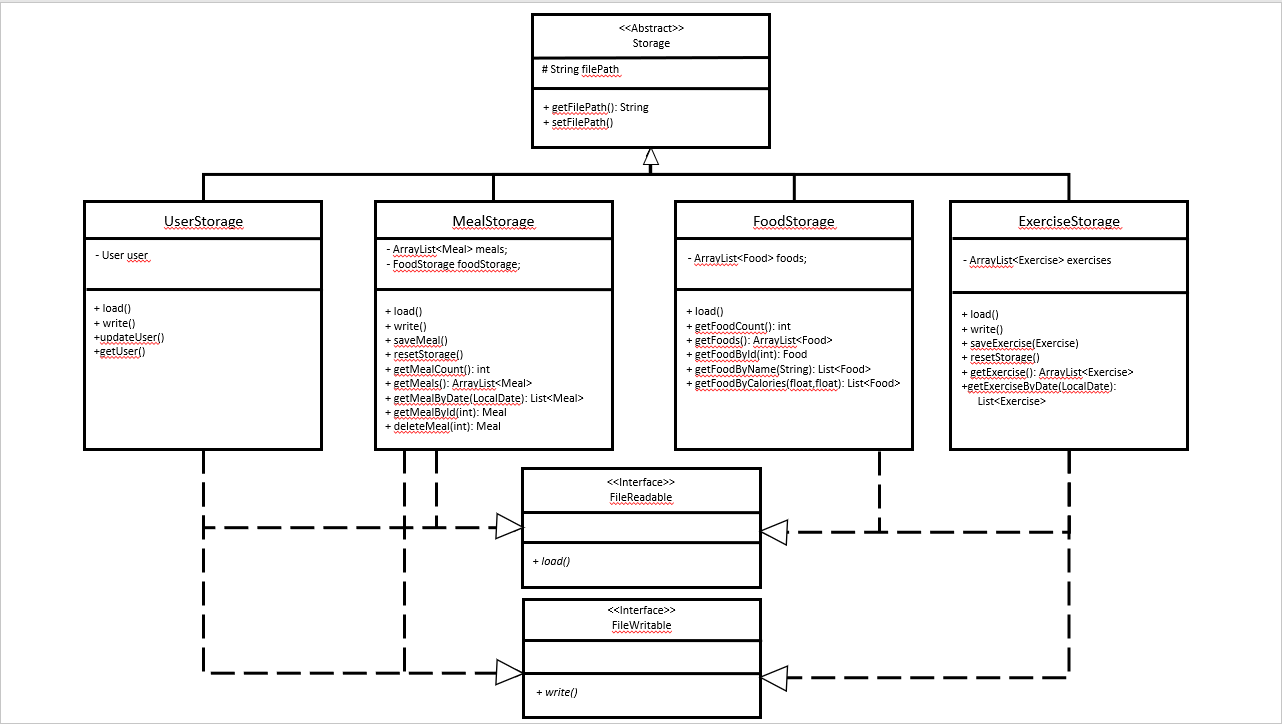 <<Abstract>>
Storage
# String filePath
+ getFilePath(): String
+ setFilePath()
UserStorage
- User user
+ load()
+ write()
+updateUser()
+getUser()
MealStorage
- ArrayList<Meal> meals;
- FoodStorage foodStorage;
+ load()
+ write()
+ saveMeal()
+ resetStorage()
+ getMealCount(): int
+ getMeals(): ArrayList<Meal>
+ getMealByDate(LocalDate): List<Meal>
+ getMealById(int): Meal
+ deleteMeal(int): Meal
FoodStorage
- ArrayList<Food> foods;
+ load()
+ getFoodCount(): int
+ getFoods(): ArrayList<Food>
+ getFoodById(int): Food
+ getFoodByName(String): List<Food>
+ getFoodByCalories(float,float): List<Food>
ExerciseStorage
- ArrayList<Exercise> exercises
+ load()
+ write()
+ saveExercise(Exercise)
+ resetStorage()
+ getExercise(): ArrayList<Exercise>
+getExerciseByDate(LocalDate):
List<Exercise>
<<Interface>>
FileReadable
+ load()
<<Interface>>
FileWritable
+ write()